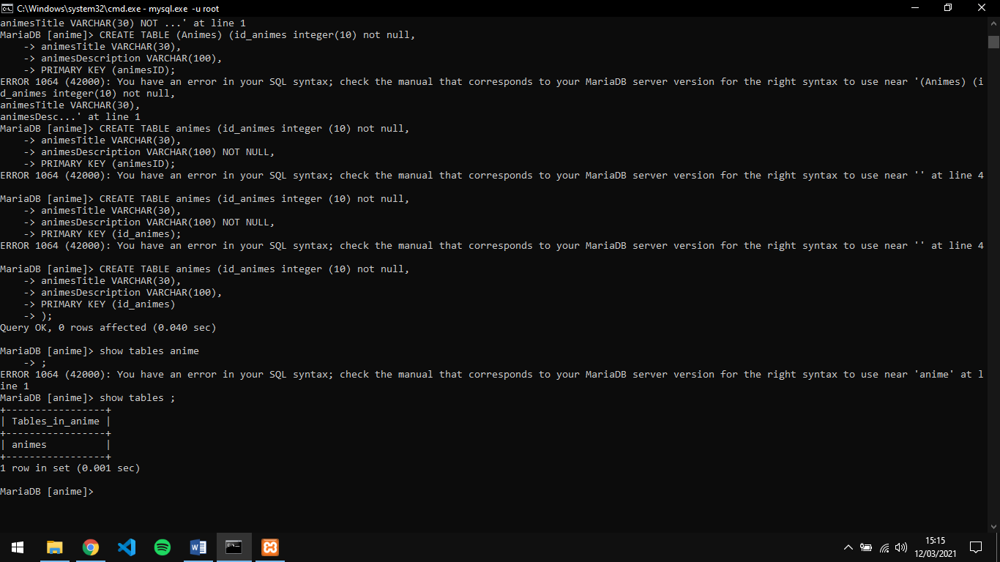 C:\Windows\system32\cmd.exe - mysql.exe -u root
animesTitle VARCHAR(30) NOT ...' at line 1
MariaDB [anime]> CREATE TABLE (Animes) (id_animes integer(10) not null,
    -> animesTitle VARCHAR(30),
    -> animesDescription VARCHAR(100),
    -> PRIMARY KEY (animesID);
ERROR 1064 (42000): You have an error in your SQL syntax; check the manual that corresponds to your MariaDB server version for the right syntax to use near '(Animes) (i
d_animes integer(10) not null,
animesTitle VARCHAR(30),
animesDesc...' at line 1
MariaDB [anime]> CREATE TABLE animes (id_animes integer (10) not null,
    -> animesTitle VARCHAR(30),
    -> animesDescription VARCHAR(100) NOT NULL,
    -> PRIMARY KEY (animesID);
ERROR 1064 (42000): You have an error in your SQL syntax; check the manual that corresponds to your MariaDB server version for the right syntax to use near '' at line 4
MariaDB [anime]> CREATE TABLE animes (id_animes integer (10) not null,
    -> animesTitle VARCHAR(30),
    -> animesDescription VARCHAR(100) NOT NULL,
    -> PRIMARY KEY (id_animes);
ERROR 1064 (42000): You have an error in your SQL syntax; check the manual that corresponds to your MariaDB server version for the right syntax to use near '' at line 4
MariaDB [anime]> CREATE TABLE animes (id_animes integer (10) not null,
    -> animesTitle VARCHAR(30),
    -> animesDescription VARCHAR(100),
    -> PRIMARY KEY (id_animes)
    -> );
Query OK, 0 rows affected (0.040 sec)
MariaDB [anime]> show tables anime
    -> ;
ERROR 1064 (42000): You have an error in your SQL syntax; check the manual that corresponds to your MariaDB server version for the right syntax to use near 'anime' at l
ine 1
MariaDB [anime]> show tables ;
+-----------------+
| Tables_in_anime |
+-----------------+
| animes          |
+-----------------+
1 row in set (0.001 sec)
MariaDB [anime]>
15:15
12/03/2021